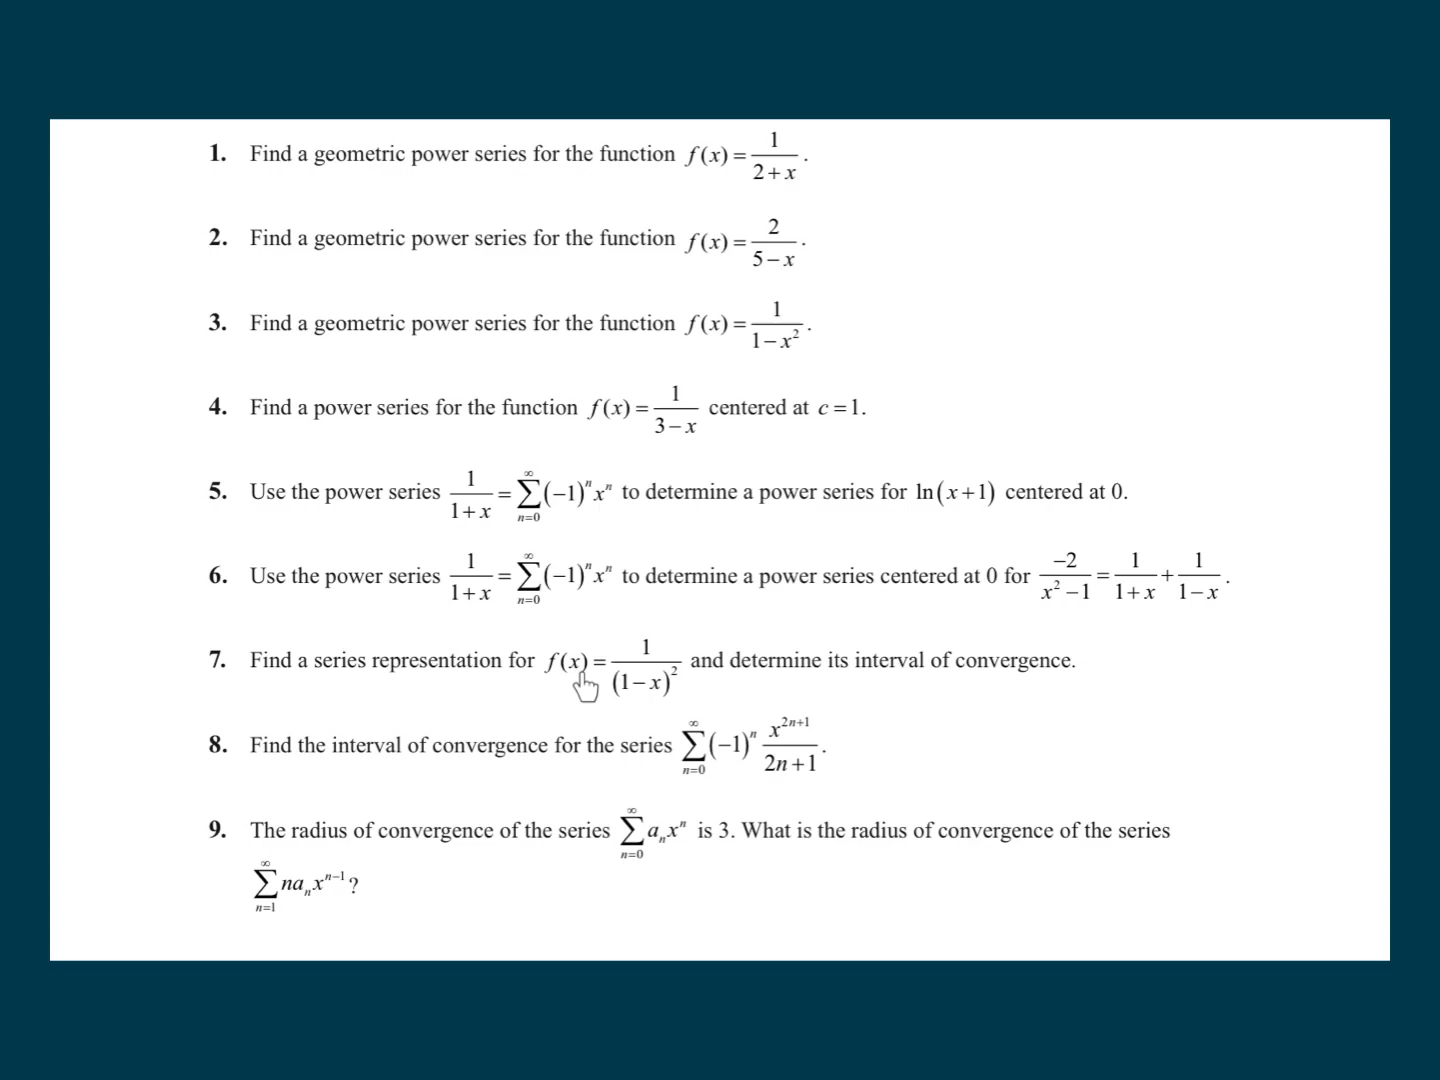 1. Find a geometric power series for the function f(x) = 1/(2+x).
2. Find a geometric power series for the function f(x) = 2/(5−x).
3. Find a geometric power series for the function f(x) = 1/(1−x²).
4. Find a power series for the function f(x) = 1/(3−x) centered at c = 1.
5. Use the power series 1/(1+x) = ∑_{n=0}^{∞} (−1)ⁿxⁿ to determine a power series for ln(x+1) centered at 0.
6. Use the power series 1/(1+x) = ∑_{n=0}^{∞} (−1)ⁿxⁿ to determine a power series centered at 0 for −2/(x²−1) = 1/(1+x) + 1/(1−x).
7. Find a series representation for f(x) = 1/(1−x)² and determine its interval of convergence.
8. Find the interval of convergence for the series ∑_{n=0}^{∞} (−1)ⁿ x^{2n+1}/(2n+1).
9. The radius of convergence of the series ∑_{n=0}^{∞} aₙxⁿ is 3. What is the radius of convergence of the series
∑_{n=1}^{∞} naₙx^{n−1}?